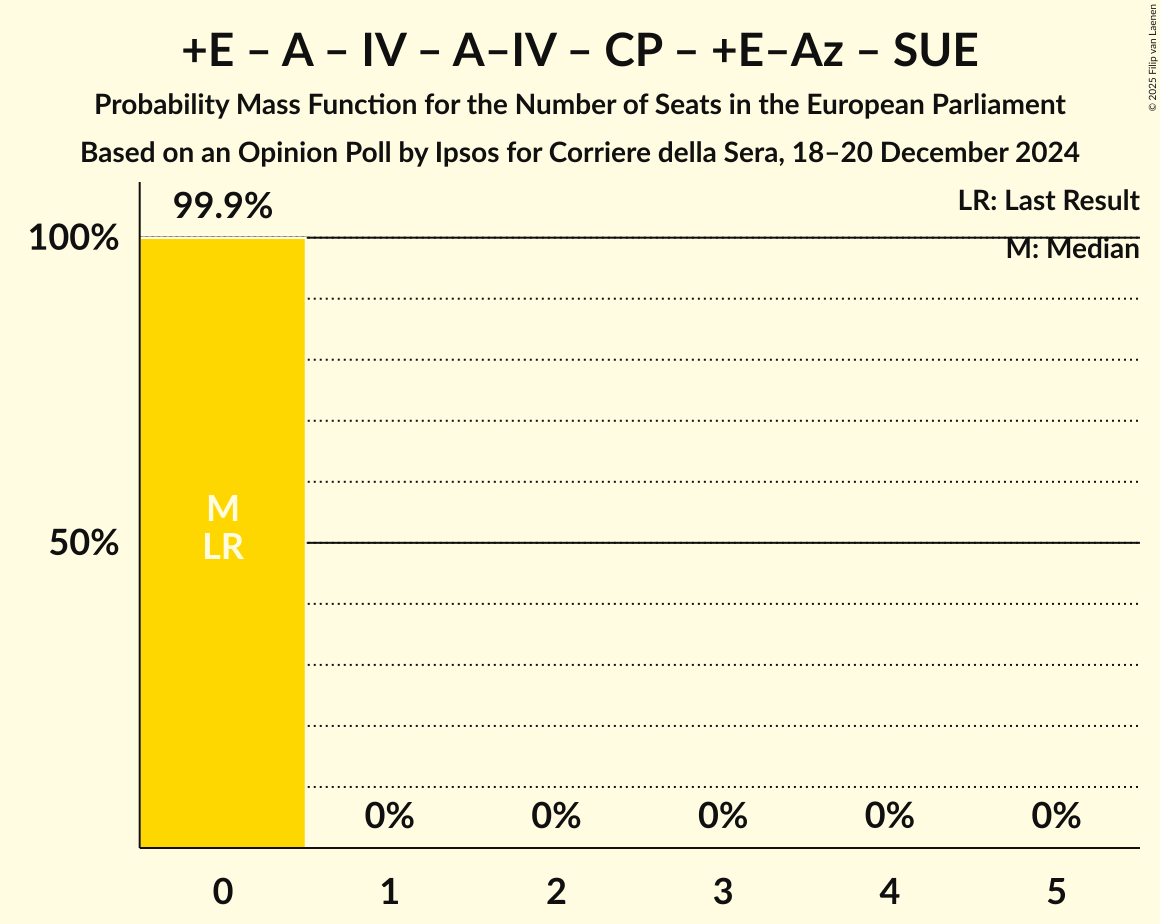 +E – A – IV – A–IV – CP – +E–Az – SUE
Probability Mass Function for the Number of Seats in the European Parliament
Based on an Opinion Poll by Ipsos for Corriere della Sera, 18–20 December 2024
© 2025 Filip van Laenen
LR: Last Result
M: Median
99.9%
100%
50%
M
LR
0%
0%
0%
0%
0%
0
1
2
3
4
5